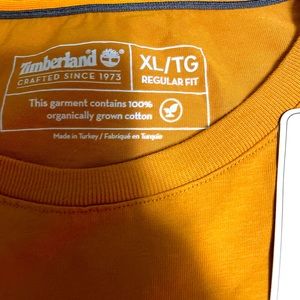 Timberland
CRAFTED SINCE 1973
XL/TG
REGULAR FIT
This garment contains 100%
organically grown cotton
Made in Turkey / Fabriqué en Turquie